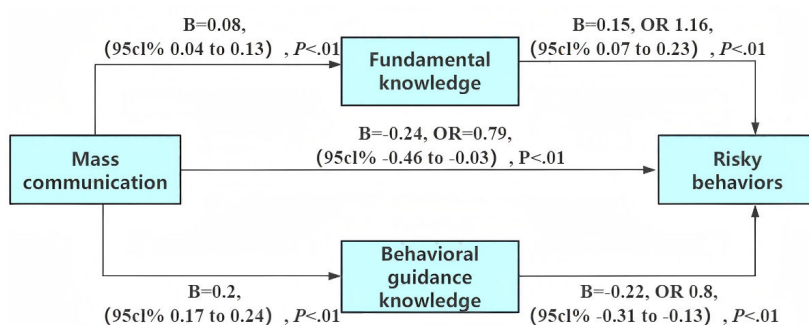 B=0.08,
(95cl% 0.04 to 0.13) , P<.01
B=0.15, OR 1.16,
(95cl% 0.07 to 0.23) , P<.01
Fundamental
knowledge
B=-0.24, OR=0.79,
(95cl% -0.46 to -0.03) , P<.01
Mass
communication
Risky
behaviors
Behavioral
guidance
knowledge
B=0.2,
(95cl% 0.17 to 0.24) , P<.01
B=-0.22, OR 0.8,
(95cl% -0.31 to -0.13) , P<.01